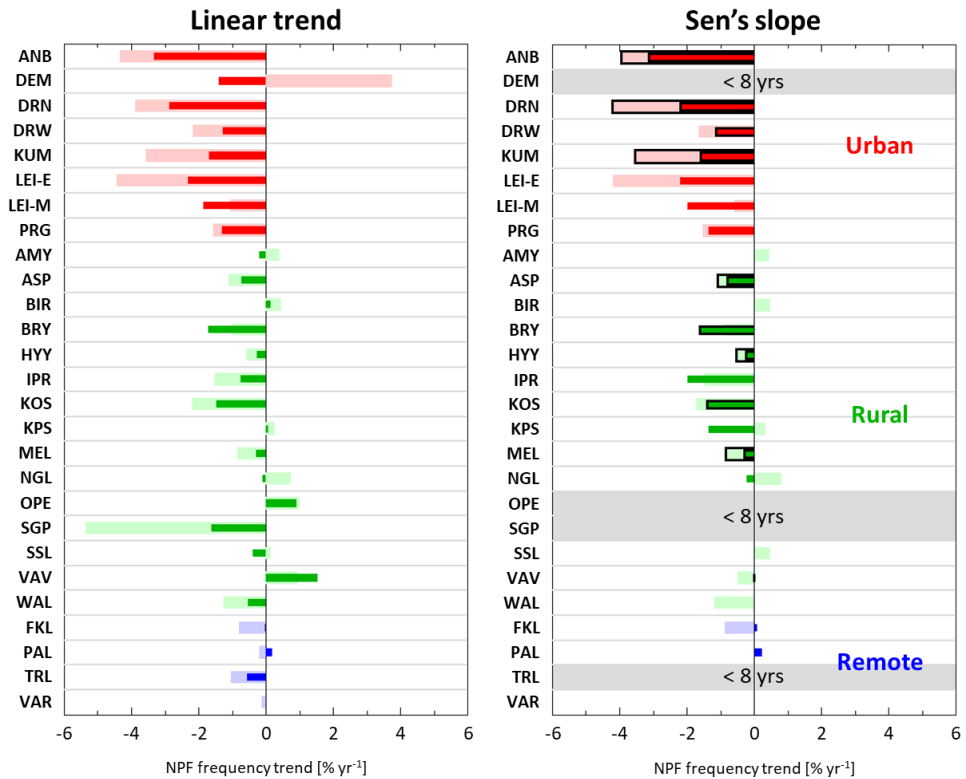 Linear trend
Sen's slope
ANB
DEM
DRN
DRW
KUM
LEI-E
LEI-M
PRG
AMY
ASP
BIR
BRY
HYY
IPR
KOS
KPS
MEL
NGL
OPE
SGP
SSL
VAV
WAL
FKL
PAL
TRL
VAR
-6 -4 -2 0 2 4 6
NPF frequency trend [% yr⁻¹]
ANB
DEM
DRN
DRW
KUM
LEI-E
LEI-M
PRG
AMY
ASP
BIR
BRY
HYY
IPR
KOS
KPS
MEL
NGL
OPE
SGP
SSL
VAV
WAL
FKL
PAL
TRL
VAR
< 8 yrs
Urban
Rural
< 8 yrs
Remote
< 8 yrs
-6 -4 -2 0 2 4 6
NPF frequency trend [% yr⁻¹]